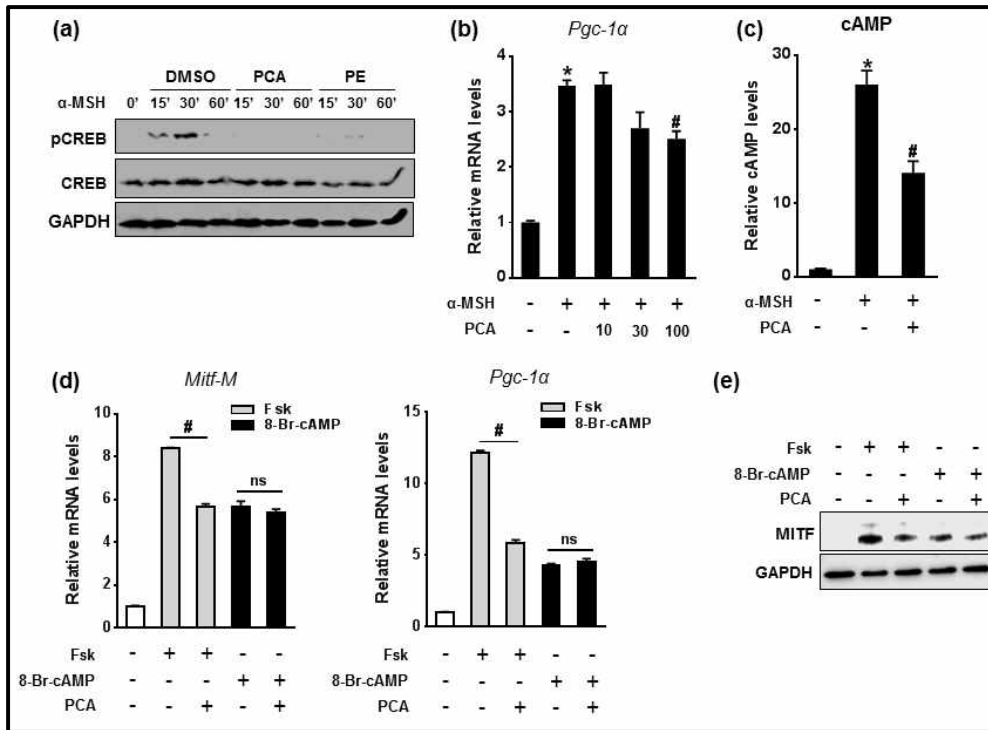 (a)
DMSO PCA PE
α-MSH 0' 15' 30' 60' 15' 30' 60' 15' 30' 60'
pCREB
CREB
GAPDH
(b)
Pgc-1α
Relative mRNA levels
4
3
2
1
0
*
#
α-MSH - + + + +
PCA - - 10 30 100
(c)
cAMP
Relative cAMP levels
30
20
10
0
*
#
α-MSH - + +
PCA - - +
(d)
Mitf-M
Relative mRNA levels
10
8
6
4
2
0
Fsk
8-Br-cAMP
#
ns
Fsk - + + - -
8-Br-cAMP - - - + +
PCA - - + - +
Pgc-1α
Relative mRNA levels
15
10
5
0
Fsk
8-Br-cAMP
#
ns
Fsk - + + - -
8-Br-cAMP - - - + +
PCA - - + - +
(e)
Fsk - + + - -
8-Br-cAMP - - - + +
PCA - - + - +
MITF
GAPDH